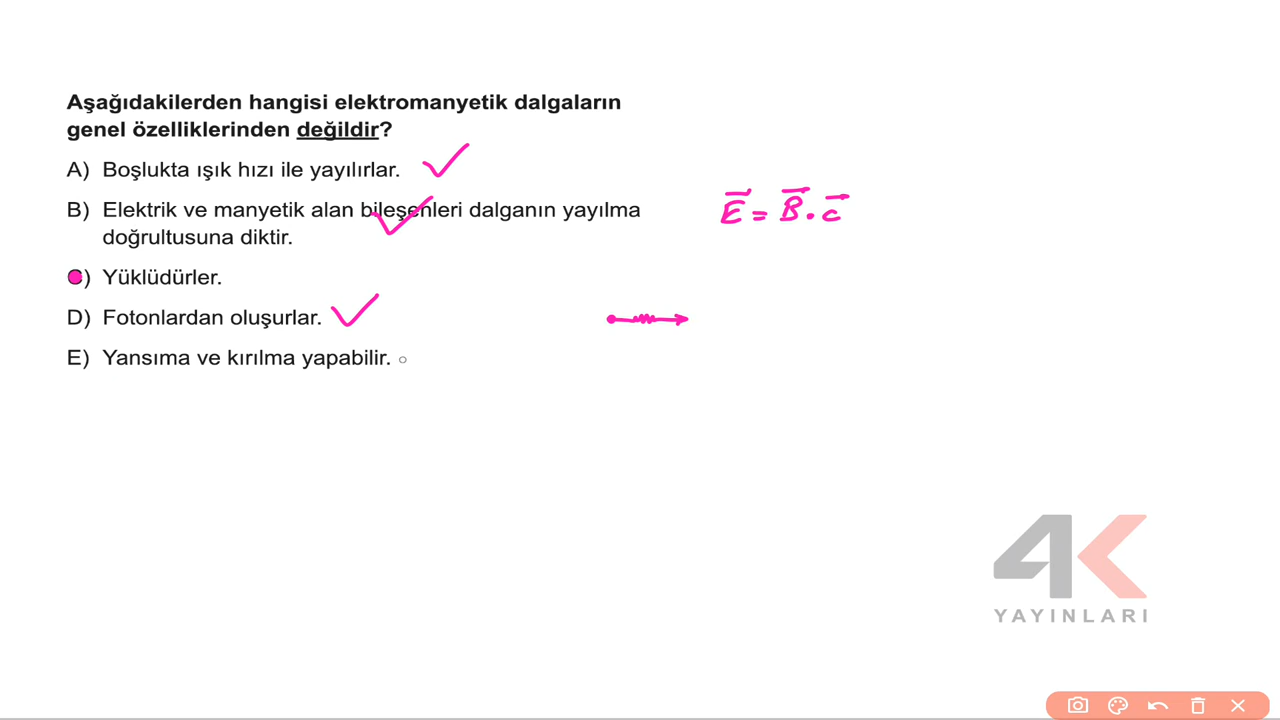 Aşağıdakilerden hangisi elektromanyetik dalgaların
genel özelliklerinden değildir?
A) Boşlukta ışık hızı ile yayılırlar.
B) Elektrik ve manyetik alan bileşenleri dalganın yayılma
doğrultusuna diktir.
E = B . c
C) Yüklüdürler.
D) Fotonlardan oluşurlar.
E) Yansıma ve kırılma yapabilir.
4K
YAYINLARI